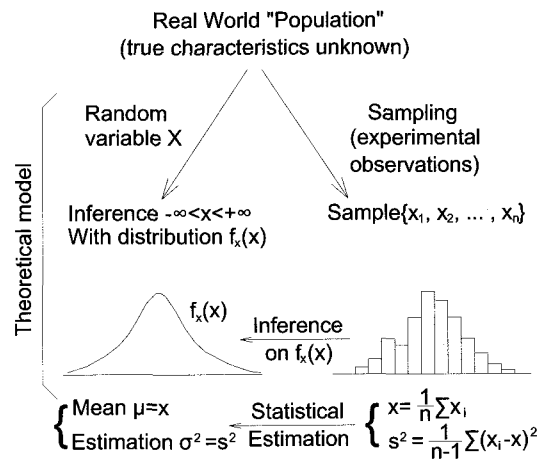 Real World "Population"
(true characteristics unknown)
Random
variable X
Sampling
(experimental
observations)
Theoretical model
Inference -∞<x<+∞
With distribution fₓ(x)
Sample{x₁, x₂, ... , xₙ}
fₓ(x)
Inference
on fₓ(x)
{ Mean μ=x
Estimation σ² =s²
Statistical
Estimation
{ x= 1/n ∑xᵢ
s² = 1/(n-1) ∑(xᵢ-x)²